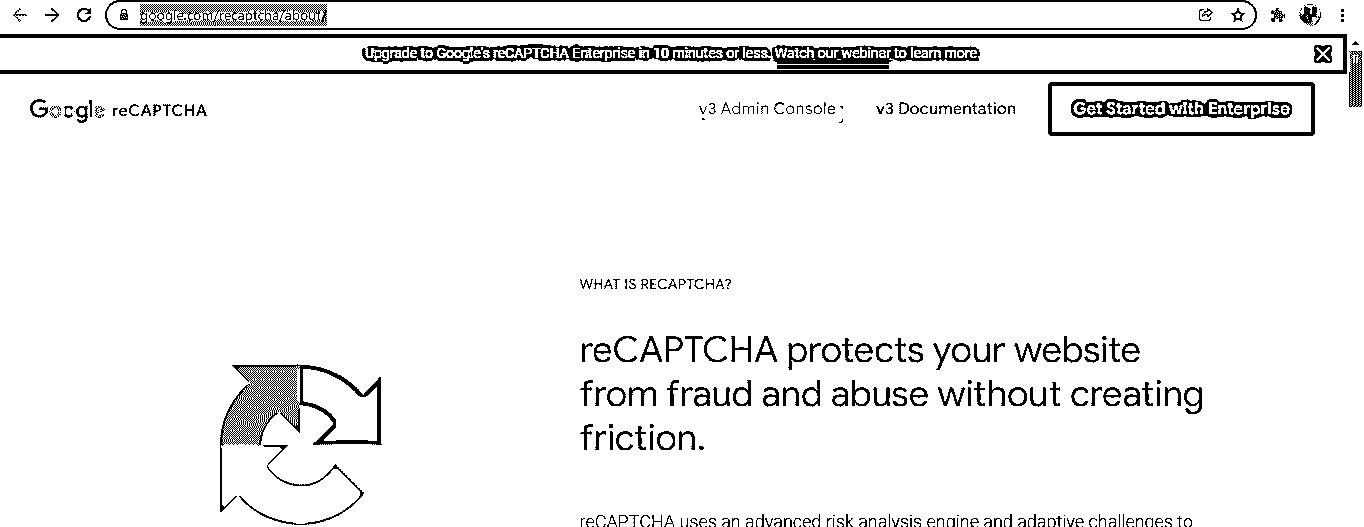 google.com/recaptcha/about/
Upgrade to Google's reCAPTCHA Enterprise in 10 minutes or less. Watch our webinar to learn more.
Google reCAPTCHA
v3 Admin Console
v3 Documentation
Get Started with Enterprise
WHAT IS RECAPTCHA?
reCAPTCHA protects your website
from fraud and abuse without creating
friction.
reCAPTCHA uses an advanced risk analysis engine and adaptive challenges to